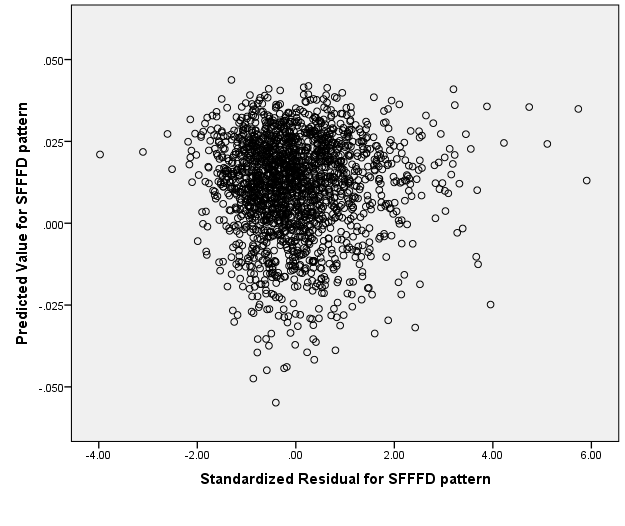 Predicted Value for SFFFD pattern
.050
.025
.000
-.025
-.050
-4.00 -2.00 .00 2.00 4.00 6.00
Standardized Residual for SFFFD pattern